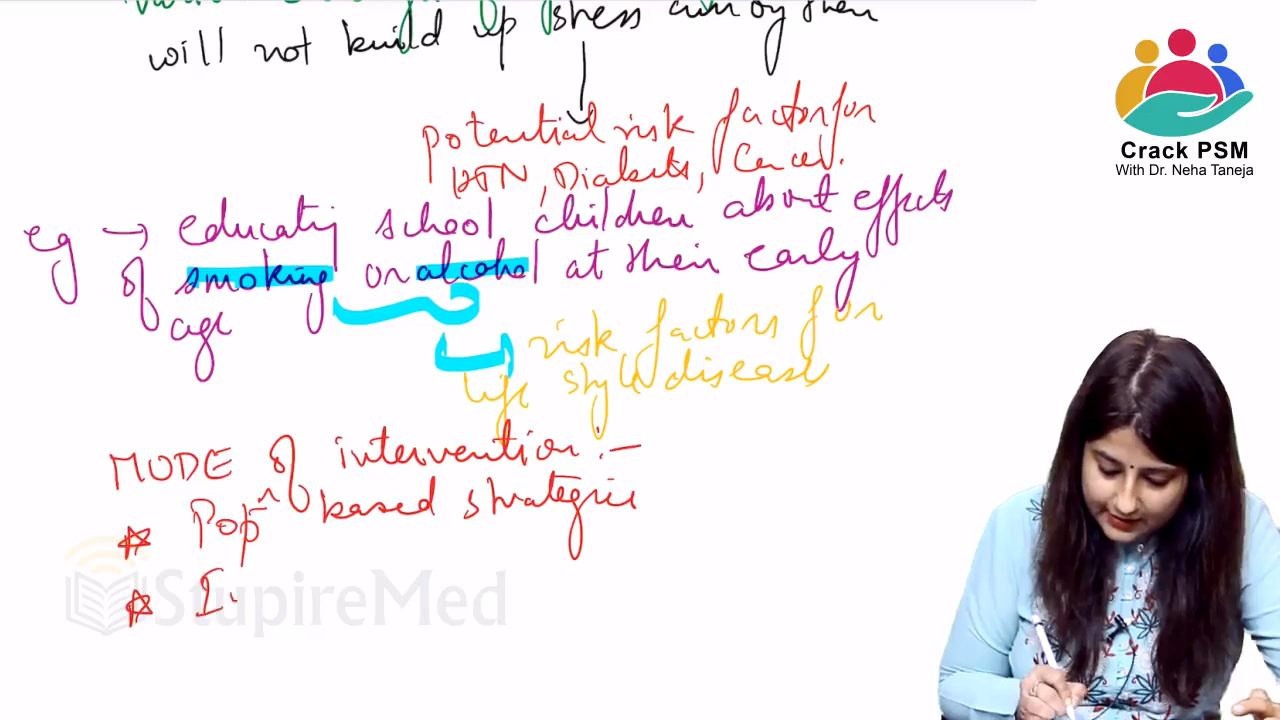 will not build up stress among them
Potential risk factors for
HTN, Diabetes, Cancer.
eg → educating school children about effects
of smoking or alcohol at their early
age
risk factors for
life style disease
MODE of intervention :-
☆ Popⁿ based strategies
☆ I
StupireMed
Crack PSM
With Dr. Neha Taneja